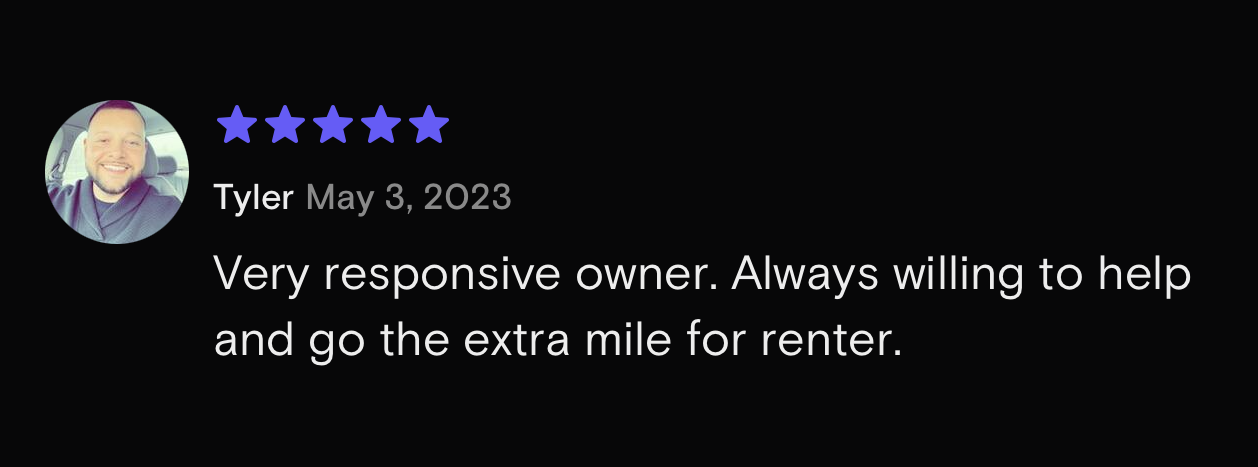 Tyler May 3, 2023
Very responsive owner. Always willing to help
and go the extra mile for renter.